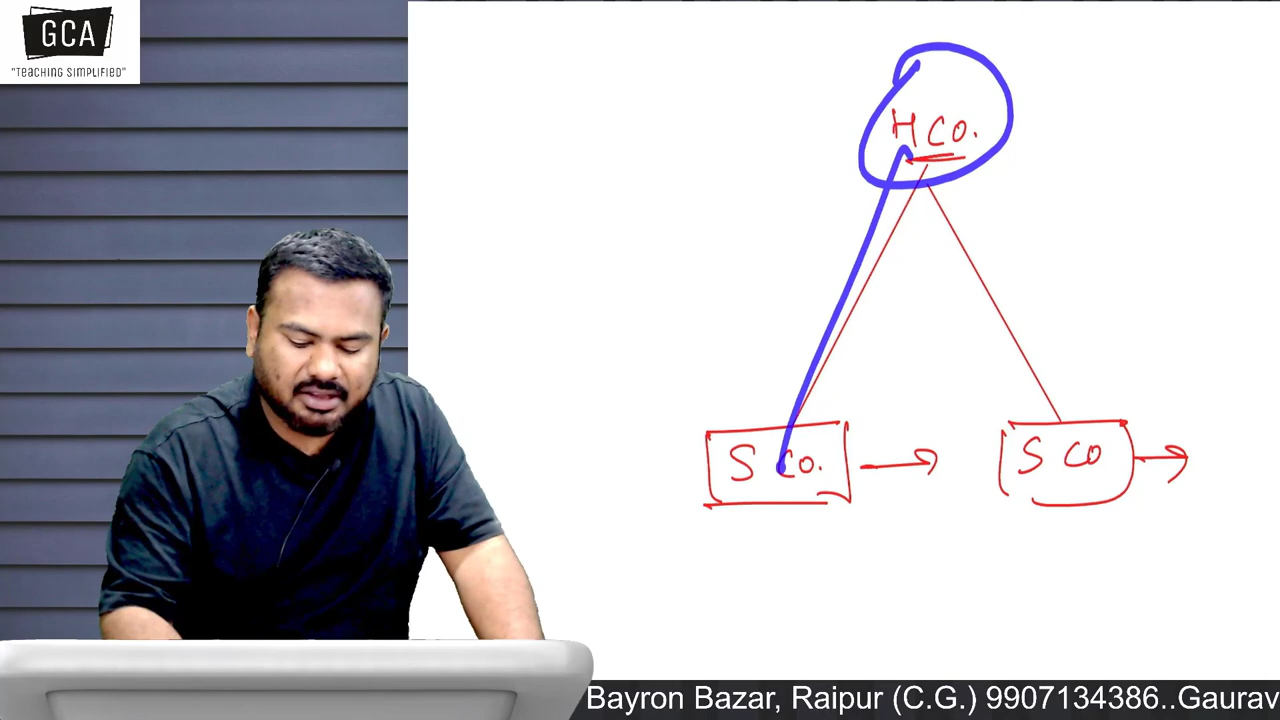 GCA
"TEACHING SIMPLIFIED"
H CO.
S CO.
S CO
Bayron Bazar, Raipur (C.G.) 9907134386..Gaurav